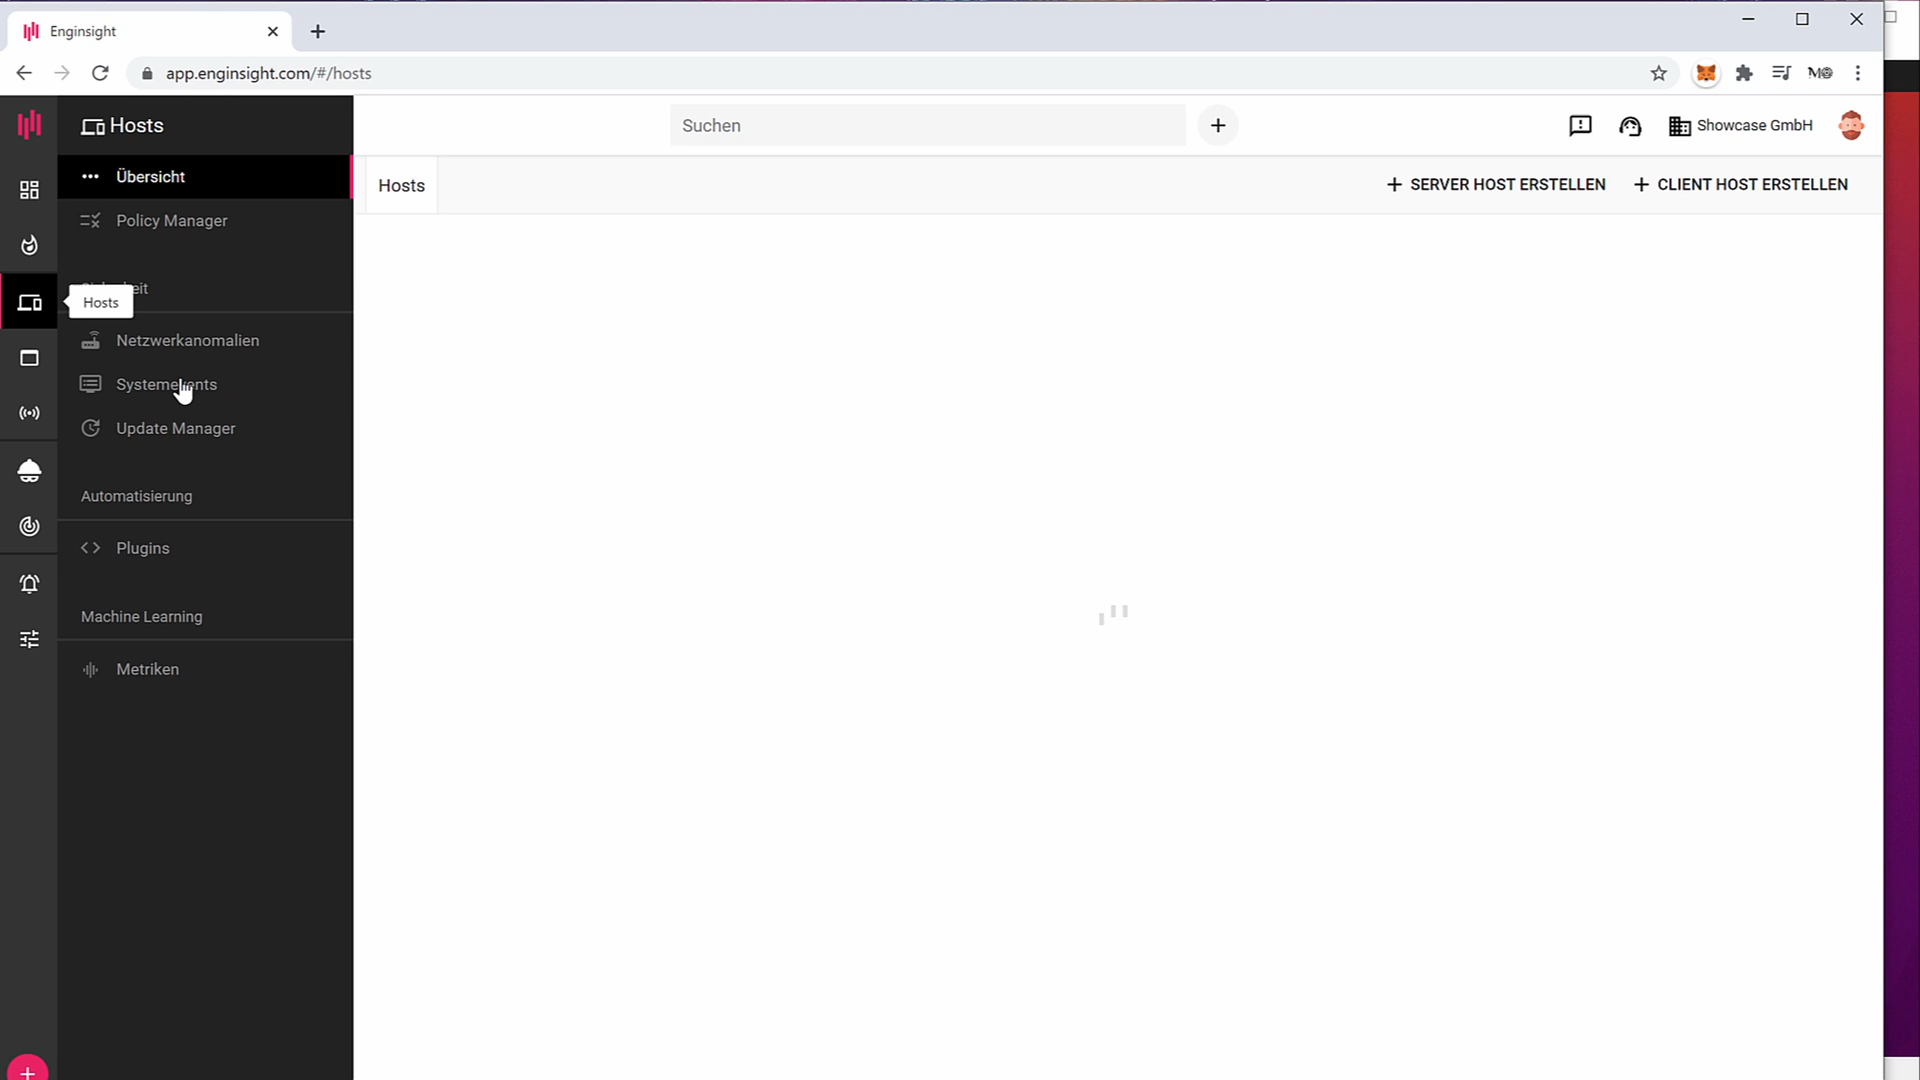 Enginsight
app.enginsight.com/#/hosts
Hosts
Suchen
Showcase GmbH
Übersicht
Hosts
SERVER HOST ERSTELLEN
CLIENT HOST ERSTELLEN
Policy Manager
Hosts
Netzwerkanomalien
Update Manager
Automatisierung
Plugins
Machine Learning
Metriken